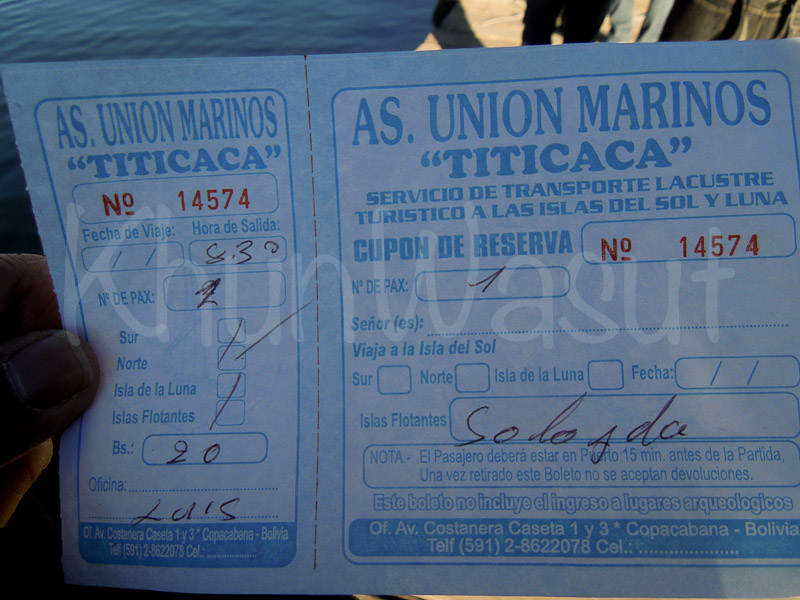 AS. UNION MARINOS
"TITICACA"
Nº 14574
Fecha de Viaje: Hora de Salida:
/ / 8.30
Nº DE PAX: 1
Sur
Norte
Isla de la Luna
Islas Flotantes
Bs.: 20
Oficina:
Luis
Of. Av. Costanera Caseta 1 y 3 * Copacabana - Bolivia
Telf (591) 2-8622078 Cel.:
AS. UNION MARINOS
"TITICACA"
SERVICIO DE TRANSPORTE LACUSTRE
TURISTICO A LAS ISLAS DEL SOL Y LUNA
CUPON DE RESERVA Nº 14574
Nº DE PAX: 1
Señor (es):
Viaja a la Isla del Sol
Sur Norte Isla de la Luna Fecha: / /
Islas Flotantes Solo Ida
NOTA.- El Pasajero deberá estar en Puerto 15 min. antes de la Partida,
Una vez retirado este Boleto no se aceptan devoluciones.
Este boleto no incluye el ingreso a lugares arqueologicos
Of. Av. Costanera Caseta 1 y 3 * Copacabana - Bolivia
Telf (591) 2-8622078 Cel.:
KhunWasut